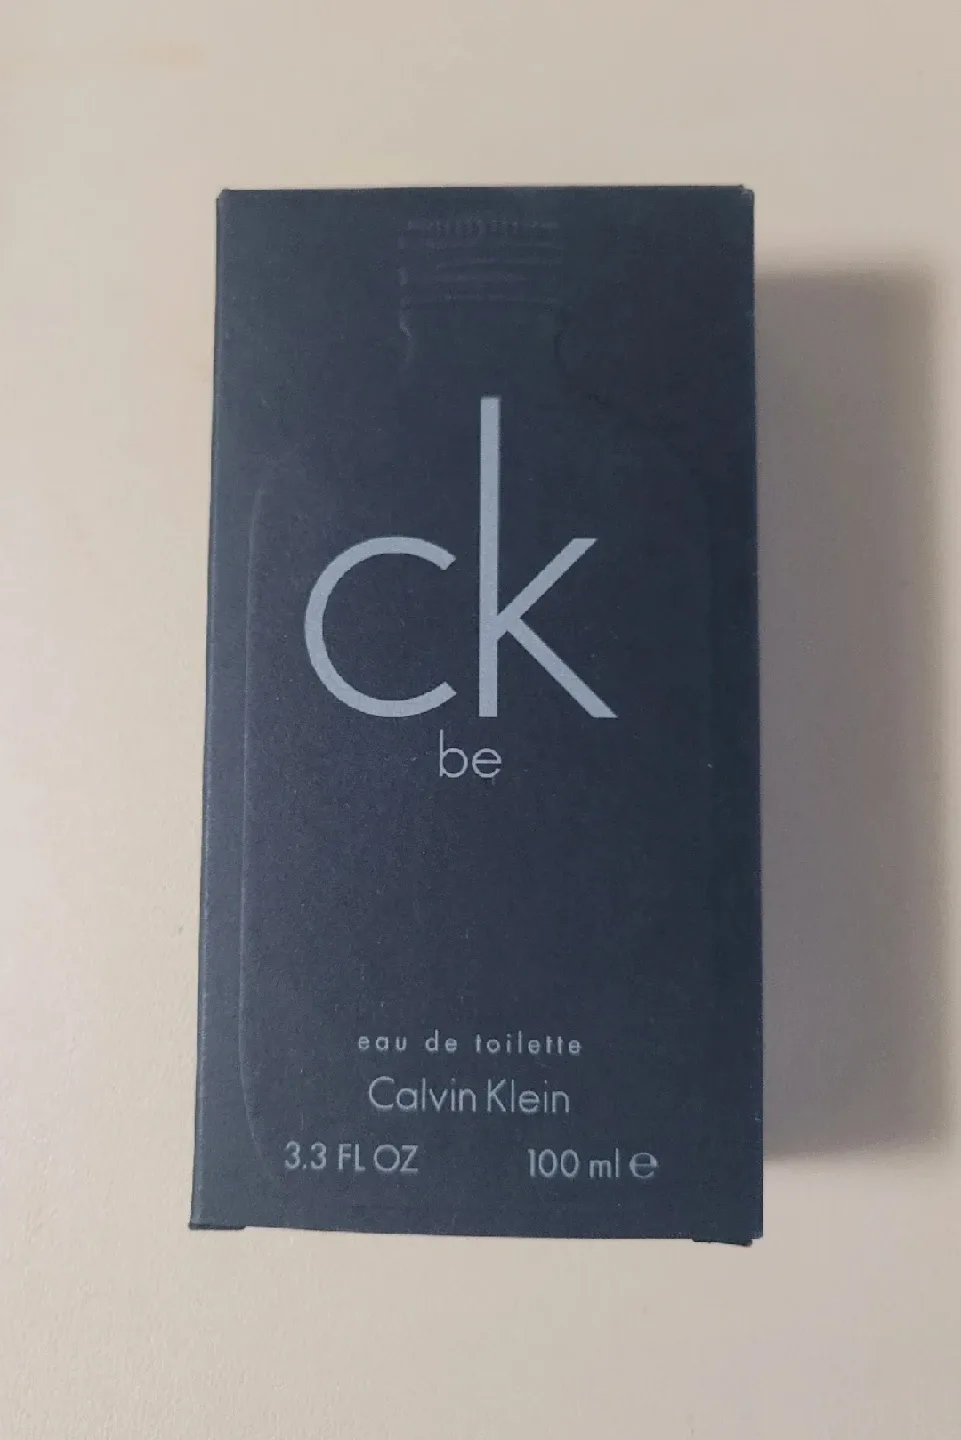 ck
be
eau de toilette
Calvin Klein
3.3 FL OZ 100 ml ℮